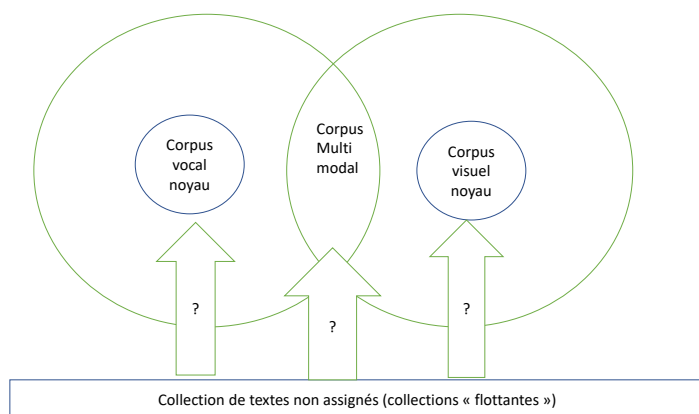 Corpus
vocal
noyau
Corpus
Multi
modal
Corpus
visuel
noyau
?
?
?
Collection de textes non assignés (collections « flottantes »)